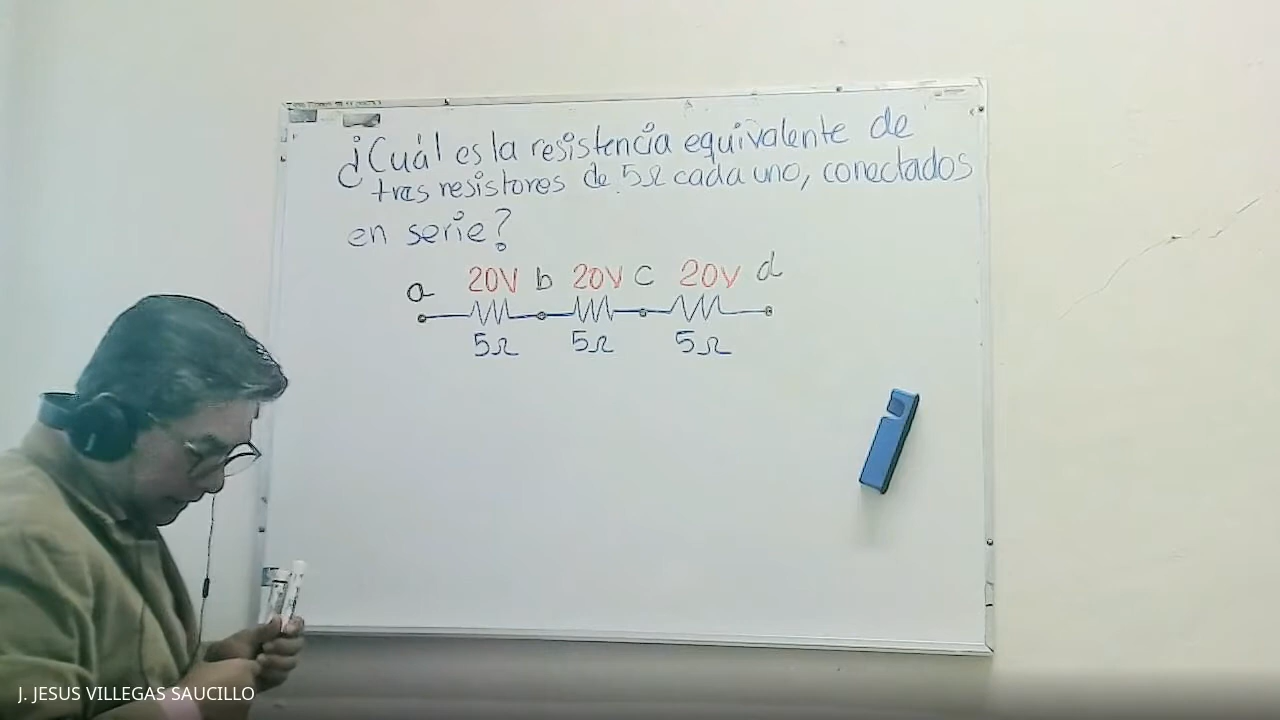 ¿Cuál es la resistencia equivalente de
tres resistores de 5Ω cada uno, conectados
en serie?
a 20V b 20V c 20V d
5Ω 5Ω 5Ω
J. JESUS VILLEGAS SAUCILLO